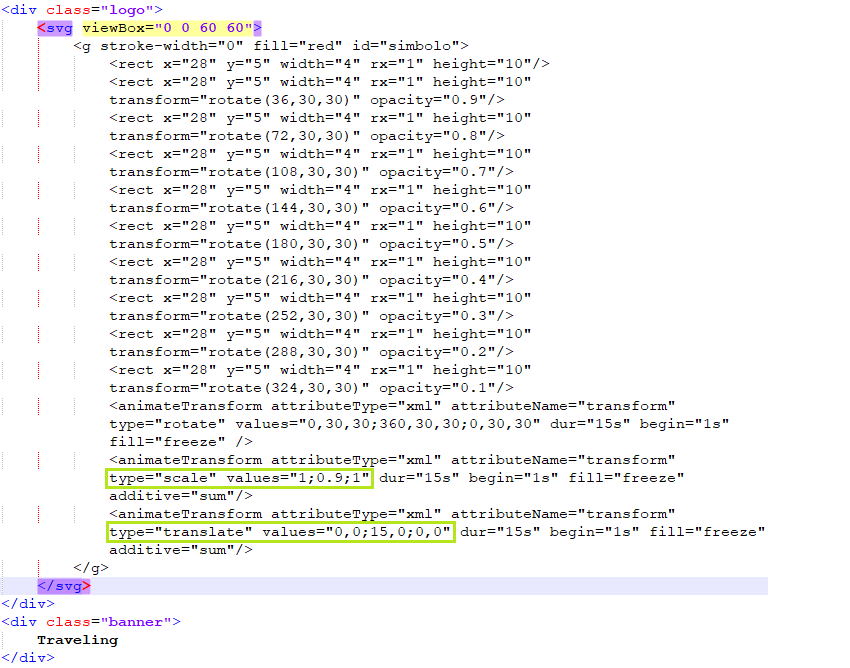 <div class="logo">
<svg viewBox="0 0 60 60">
<g stroke-width="0" fill="red" id="simbolo">
<rect x="28" y="5" width="4" rx="1" height="10"/>
<rect x="28" y="5" width="4" rx="1" height="10"
transform="rotate(36,30,30)" opacity="0.9"/>
<rect x="28" y="5" width="4" rx="1" height="10"
transform="rotate(72,30,30)" opacity="0.8"/>
<rect x="28" y="5" width="4" rx="1" height="10"
transform="rotate(108,30,30)" opacity="0.7"/>
<rect x="28" y="5" width="4" rx="1" height="10"
transform="rotate(144,30,30)" opacity="0.6"/>
<rect x="28" y="5" width="4" rx="1" height="10"
transform="rotate(180,30,30)" opacity="0.5"/>
<rect x="28" y="5" width="4" rx="1" height="10"
transform="rotate(216,30,30)" opacity="0.4"/>
<rect x="28" y="5" width="4" rx="1" height="10"
transform="rotate(252,30,30)" opacity="0.3"/>
<rect x="28" y="5" width="4" rx="1" height="10"
transform="rotate(288,30,30)" opacity="0.2"/>
<rect x="28" y="5" width="4" rx="1" height="10"
transform="rotate(324,30,30)" opacity="0.1"/>
<animateTransform attributeType="xml" attributeName="transform"
type="rotate" values="0,30,30;360,30,30;0,30,30" dur="15s" begin="1s"
fill="freeze" />
<animateTransform attributeType="xml" attributeName="transform"
type="scale" values="1;0.9;1" dur="15s" begin="1s" fill="freeze"
additive="sum"/>
<animateTransform attributeType="xml" attributeName="transform"
type="translate" values="0,0;15,0;0,0" dur="15s" begin="1s" fill="freeze"
additive="sum"/>
</g>
</svg>
</div>
<div class="banner">
Traveling
</div>